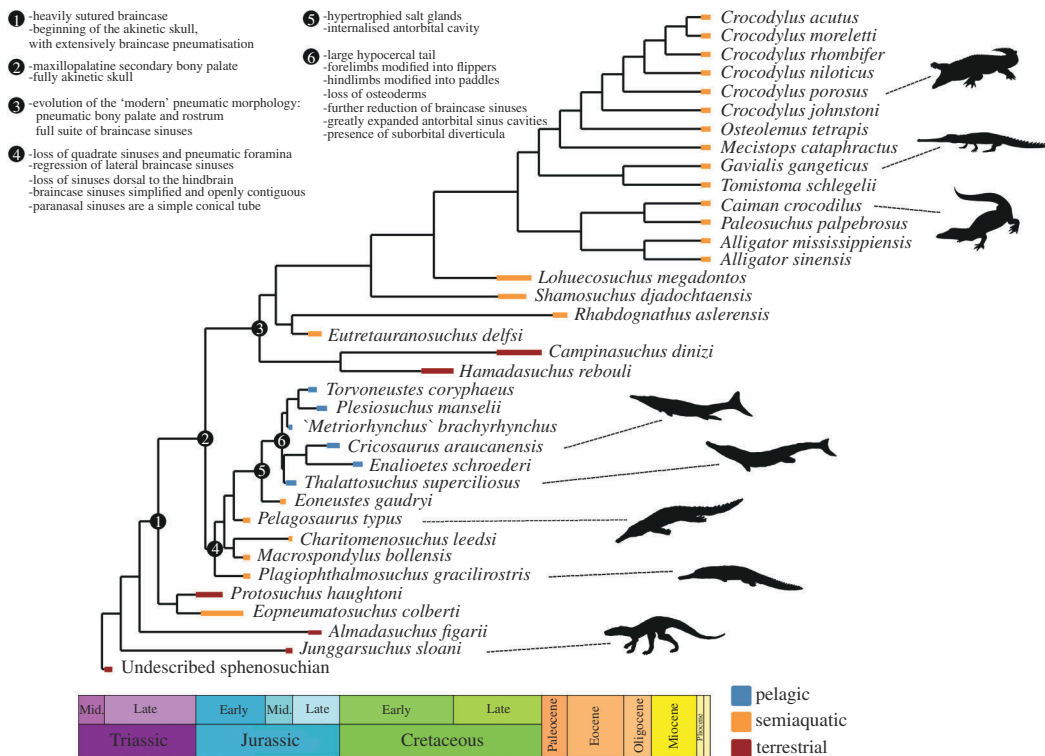 1 -heavily sutured braincase
-beginning of the akinetic skull,
with extensively braincase pneumatisation
2 -maxillopalatine secondary bony palate
-fully akinetic skull
3 -evolution of the ‘modern’ pneumatic morphology:
pneumatic bony palate and rostrum
full suite of braincase sinuses
4 -loss of quadrate sinuses and pneumatic foramina
-regression of lateral braincase sinuses
-loss of sinuses dorsal to the hindbrain
-braincase sinuses simplified and openly contiguous
-paranasal sinuses are a simple conical tube
5 -hypertrophied salt glands
-internalised antorbital cavity
6 -large hypocercal tail
-forelimbs modified into flippers
-hindlimbs modified into paddles
-loss of osteoderms
-further reduction of braincase sinuses
-greatly expanded antorbital sinus cavities
-presence of suborbital diverticula
Crocodylus acutus
Crocodylus moreletti
Crocodylus rhombifer
Crocodylus niloticus
Crocodylus porosus
Crocodylus johnstoni
Osteolemus tetrapis
Mecistops cataphractus
Gavialis gangeticus
Tomistoma schlegelii
Caiman crocodilus
Paleosuchus palpebrosus
Alligator mississippiensis
Alligator sinensis
Lohuecosuchus megadontos
Shamosuchus djadochtaensis
Rhabdognathus aslerensis
3
Eutretauranosuchus delfsi
Campinasuchus dinizi
Hamadasuchus rebouli
Torvoneustes coryphaeus
Plesiosuchus manselii
`Metriorhynchus` brachyrhynchus
2
6
Cricosaurus araucanensis
Enalioetes schroederi
5
Thalattosuchus superciliosus
Eoneustes gaudryi
Pelagosaurus typus
1
Charitomenosuchus leedsi
4
Macrospondylus bollensis
Plagiophthalmosuchus gracilirostris
Protosuchus haughtoni
Eopneumatosuchus colberti
Almadasuchus figarii
Junggarsuchus sloani
Undescribed sphenosuchian
Mid. Late Early Mid. Late Early Late
Triassic Jurassic Cretaceous
Paleocene
Eocene
Oligocene
Miocene
Pliocene
pelagic
semiaquatic
terrestrial